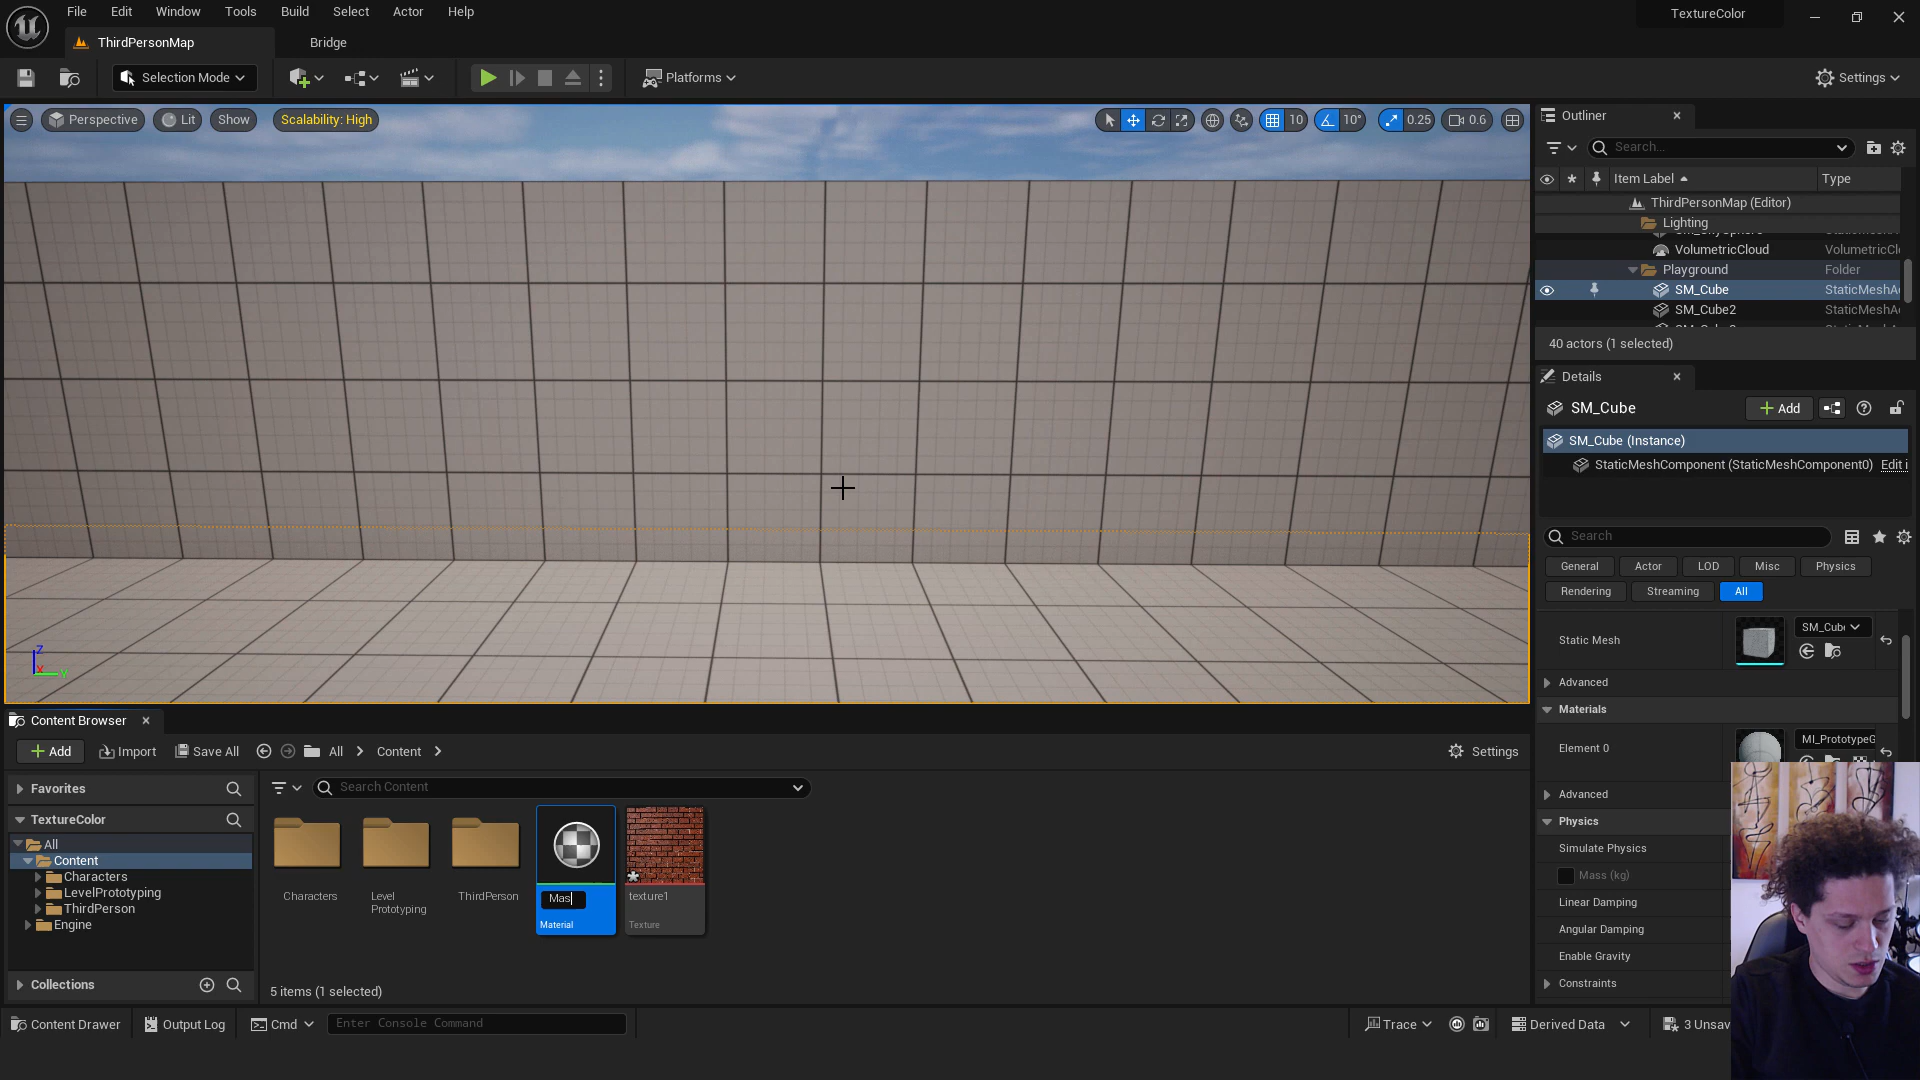 File Edit Window Tools Build Select Actor Help
TextureColor
ThirdPersonMap
Bridge
Selection Mode
Platforms
Settings
Perspective
Lit
Show
Scalability: High
10
10°
0.25
0.6
Outliner
Search...
Item Label
Type
ThirdPersonMap (Editor)
Lighting
VolumetricCloud
VolumetricCl
Playground
Folder
SM_Cube
StaticMeshA
SM_Cube2
StaticMeshA
40 actors (1 selected)
Details
SM_Cube
Add
SM_Cube (Instance)
StaticMeshComponent (StaticMeshComponent0)
Edit i
Search
General
Actor
LOD
Misc
Physics
Rendering
Streaming
All
Static Mesh
SM_Cube
Advanced
Materials
Element 0
MI_PrototypeG
Advanced
Physics
Simulate Physics
Mass (kg)
Linear Damping
Angular Damping
Enable Gravity
Constraints
Z
X
Y
Content Browser
Add
Import
Save All
All
Content
Settings
Favorites
Search Content
TextureColor
All
Content
Characters
LevelPrototyping
ThirdPerson
Engine
Collections
Characters
Level
Prototyping
ThirdPerson
Mas
Material
texture1
Texture
5 items (1 selected)
Content Drawer
Output Log
Cmd
Enter Console Command
Trace
Derived Data
3 Unsav